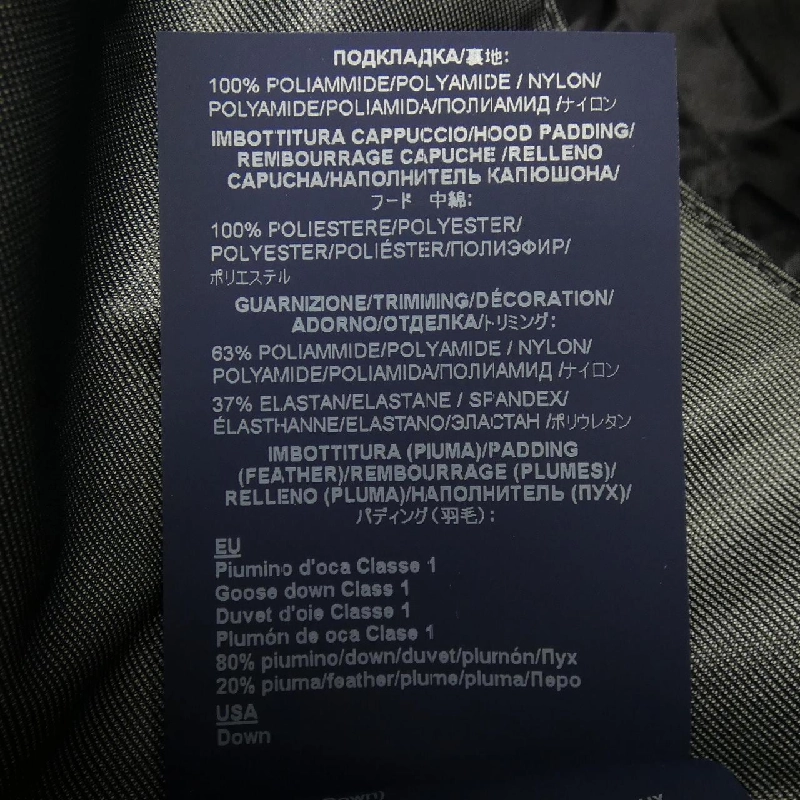 ПОДКЛАДКА/裏地:
100% POLIAMMIDE/POLYAMIDE / NYLON/
POLYAMIDE/POLIAMIDA/ПОЛИАМИД /ナイロン
IMBOTTITURA CAPPUCCIO/HOOD PADDING/
REMBOURRAGE CAPUCHE /RELLENO
CAPUCHA/НАПОЛНИТЕЛЬ КАПЮШОНА/
フード 中綿:
100% POLIESTERE/POLYESTER/
POLYESTER/POLIÉSTER/ПОЛИЭФИР/
ポリエステル
GUARNIZIONE/TRIMMING/DÉCORATION/
ADORNO/ОТДЕЛКА/トリミング:
63% POLIAMMIDE/POLYAMIDE / NYLON/
POLYAMIDE/POLIAMIDA/ПОЛИАМИД /ナイロン
37% ELASTAN/ELASTANE / SPANDEX/
ÉLASTHANNE/ELASTANO/ЭЛАСТАН /ポリウレタン
IMBOTTITURA (PIUMA)/PADDING
(FEATHER)/REMBOURRAGE (PLUMES)/
RELLENO (PLUMA)/НАПОЛНИТЕЛЬ (ПУХ)/
パディング(羽毛):
EU
Piumino d'oca Classe 1
Goose down Class 1
Duvet d'oie Classe 1
Plumón de oca Clase 1
80% piumino/down/duvet/plumón/Пух
20% piuma/feather/plume/pluma/Перо
USA
Down